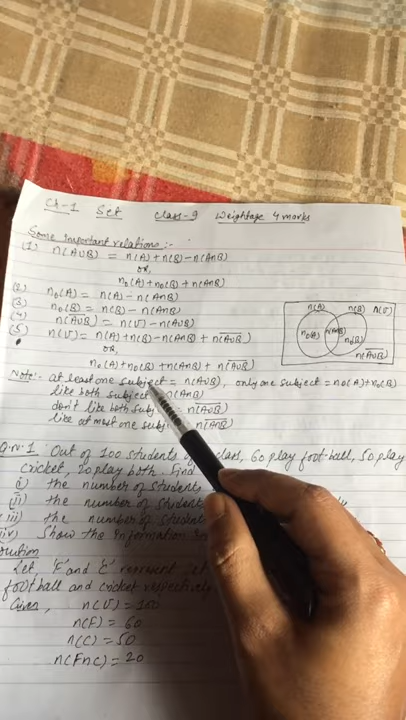 Ch-1 Set Class-9 Weightage 4 marks
Some important relations :-
(1) n(A∪B) = n(A) + n(B) - n(A∩B)
or,
n₀(A) + n₀(B) + n(A∩B)
(2) n₀(A) = n(A) - n(A∩B)
(3) n₀(B) = n(B) - n(A∩B)
(4) n(A̅∪̅B̅) = n(U) - n(A∪B)
(5) n(U) = n(A) + n(B) - n(A∩B) + n(A̅∪̅B̅)
or,
n₀(A) + n₀(B) + n(A∩B) + n(A̅∪̅B̅)
n(A) n(B) n(U)
n₀(A) n(A∩B) n₀(B)
n(A̅∪̅B̅)
Note:- at least one subject = n(A∪B), only one subject = n₀(A) + n₀(B)
like both subject n(A∩B)
don't like both subj n(A̅∪̅B̅)
like at most one subj n(A̅∩̅B̅)
Q.N.1 Out of 100 students class, 60 play foot-ball, 50 play
cricket, 20 play both. Find
(i) the number of students
(ii) the number of student
(iii) the number of students
(iv) Show the information in
Let 'F' and 'C' represent
football and cricket respectively
Given, n(U) = 100
n(F) = 60
n(C) = 50
n(F∩C) = 20